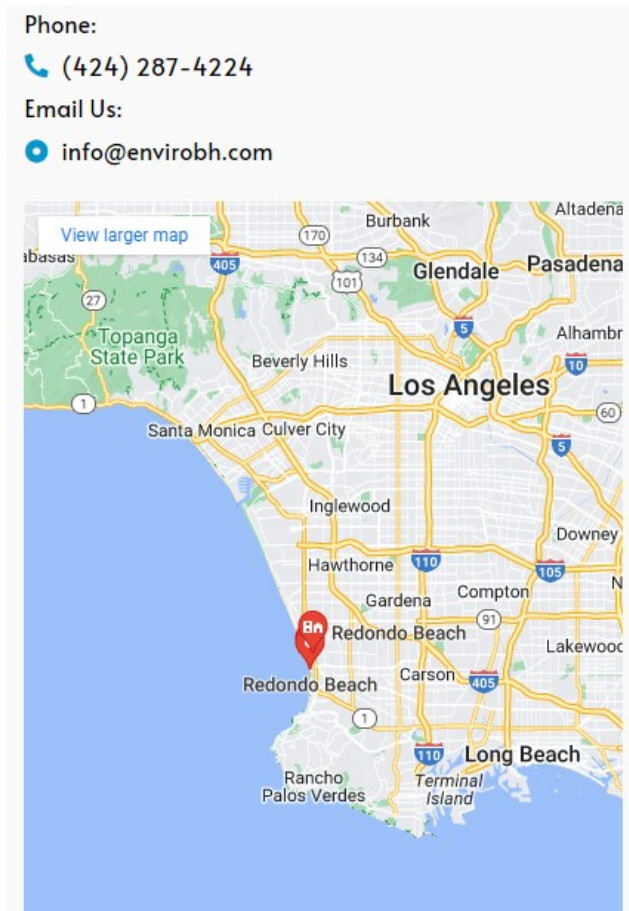 Phone:
(424) 287-4224
Email Us:
info@envirobh.com
View larger map
Altadena
Burbank
170
134
abasas
405
Glendale
Pasadena
101
27
5
Topanga
State Park
Alhambr
Beverly Hills
10
Los Angeles
1
60
Santa Monica
Culver City
5
Inglewood
Downey
110
Hawthorne
105
N
Compton
Gardena
91
Redondo Beach
Lakewood
Carson
Redondo Beach
405
1
Long Beach
110
Rancho
Palos Verdes
Terminal
Island